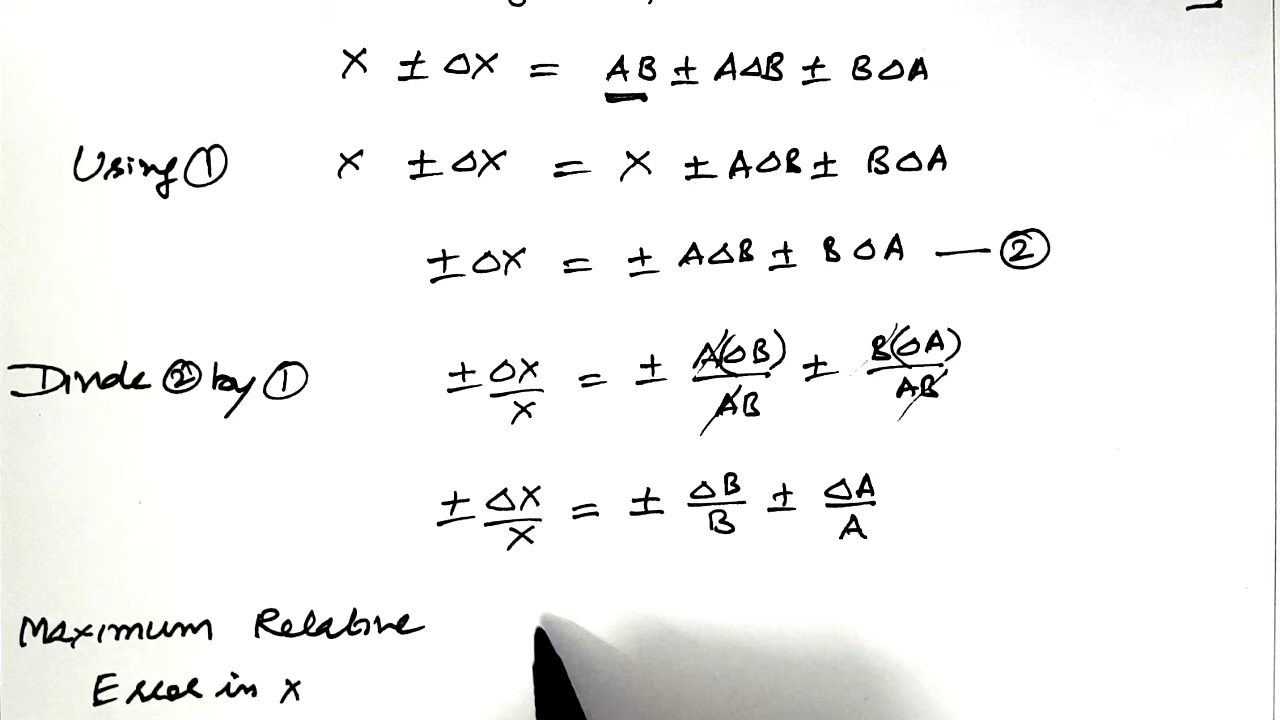 X ± ΔX = AB ± AΔB ± BΔA
Using ① X ± ΔX = X ± AΔB ± BΔA
± ΔX = ± AΔB ± BΔA — ②
Divide ② by ① ± ΔX/X = ± A(ΔB)/AB ± B(ΔA)/AB
± ΔX/X = ± ΔB/B ± ΔA/A
Maximum Relative
Error in X